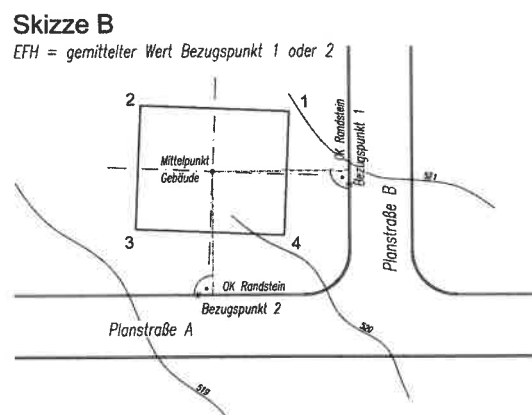 Skizze B
EFH = gemittelter Wert Bezugspunkt 1 oder 2
2
1
OK Randstein
Bezugspunkt 1
Mittelpunkt
Gebäude
521
Planstraße B
3
4
OK Randstein
Bezugspunkt 2
Planstraße A
520
519